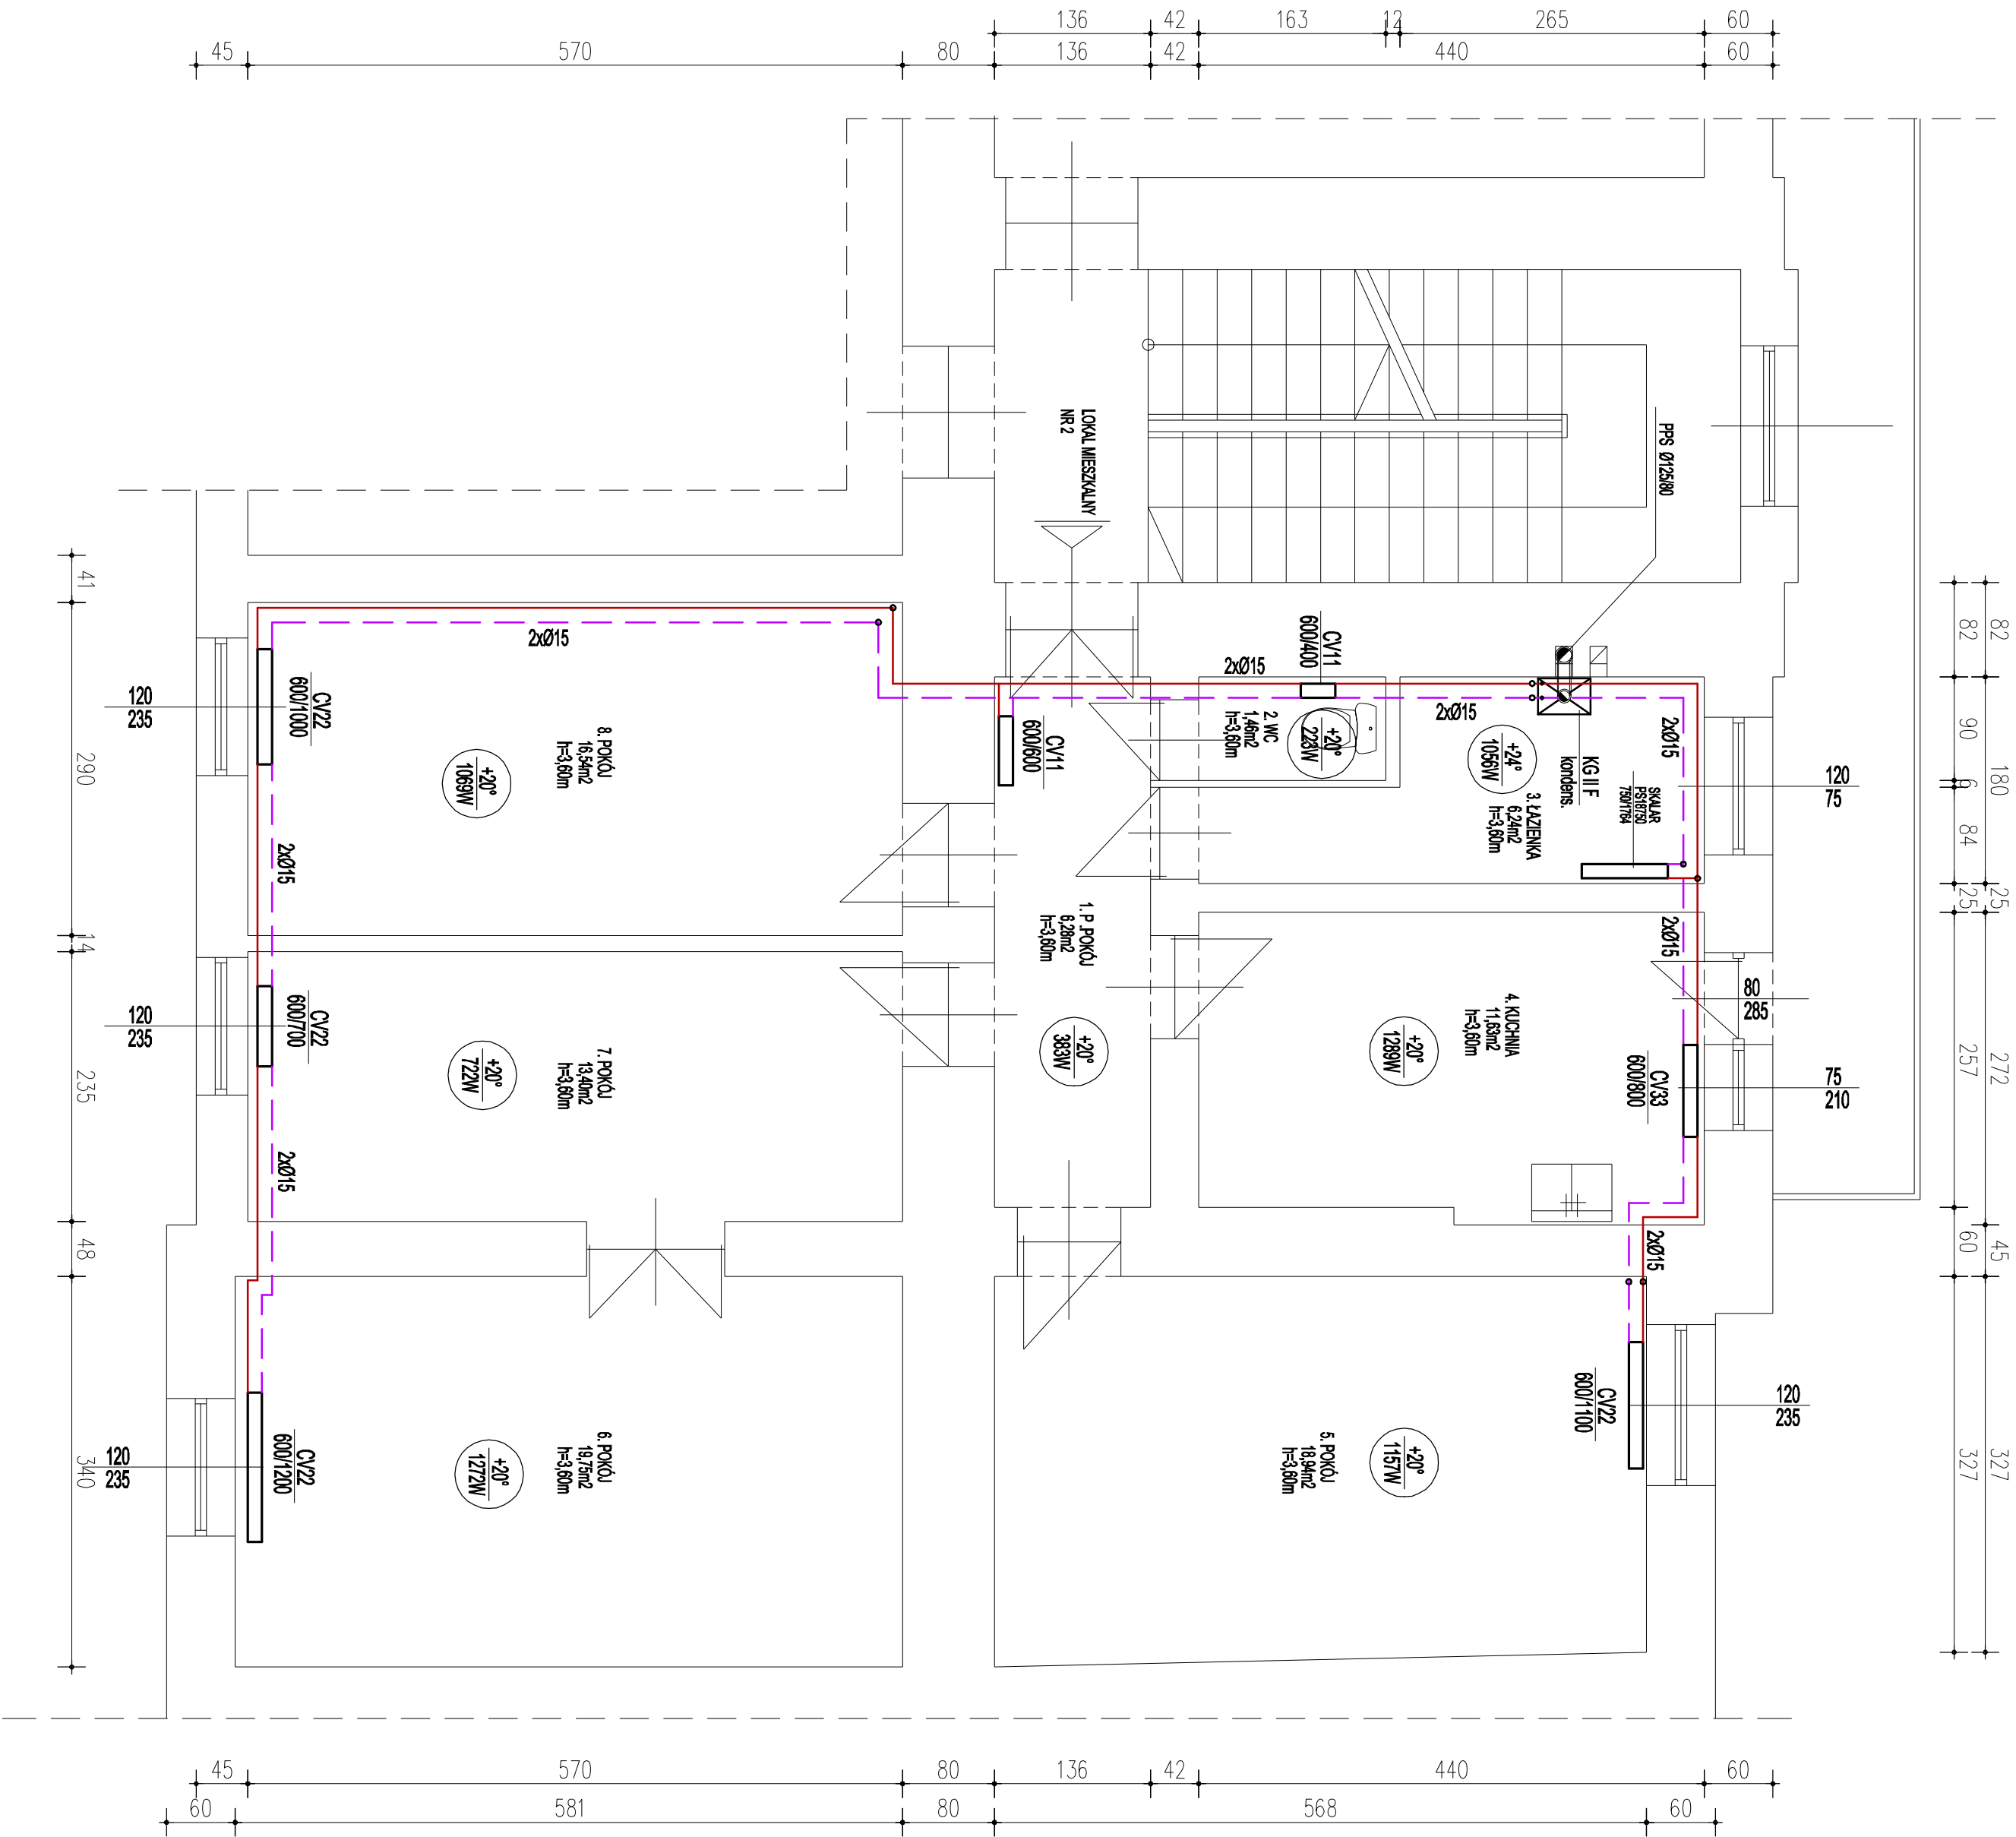 136
42
163
12
265
60
45
570
80
136
42
440
60
LOKAL MIESZKALNY
NR 2
PPS Ø125/80
41
290
14
235
48
340
82
90
6
84
25
257
60
327
82
180
25
272
45
327
2xØ15
CV22
600/1000
120
235
8. POKÓJ
16,54m2
h=3,60m
+20°
1069W
2xØ15
CV22
600/700
120
235
7. POKÓJ
13,40m2
h=3,60m
+20°
722W
2xØ15
CV22
600/1200
120
235
6. POKÓJ
19,75m2
h=3,60m
+20°
1272W
CV11
600/600
1. P.POKÓJ
6,28m2
h=3,60m
+20°
383W
2xØ15
CV11
600/400
2. WC
1,46m2
h=3,60m
+20°
223W
2xØ15
KG II F
kondens.
+24°
1056W
3. ŁAZIENKA
6,24m2
h=3,60m
2xØ15
SKALAR
PS18/750
750/1764
120
75
2xØ15
80
285
4. KUCHNIA
11,63m2
h=3,60m
+20°
1289W
CV33
600/800
75
210
2xØ15
CV22
600/1100
120
235
5. POKÓJ
18,94m2
h=3,60m
+20°
1157W
45
570
80
136
42
440
60
60
581
80
568
60